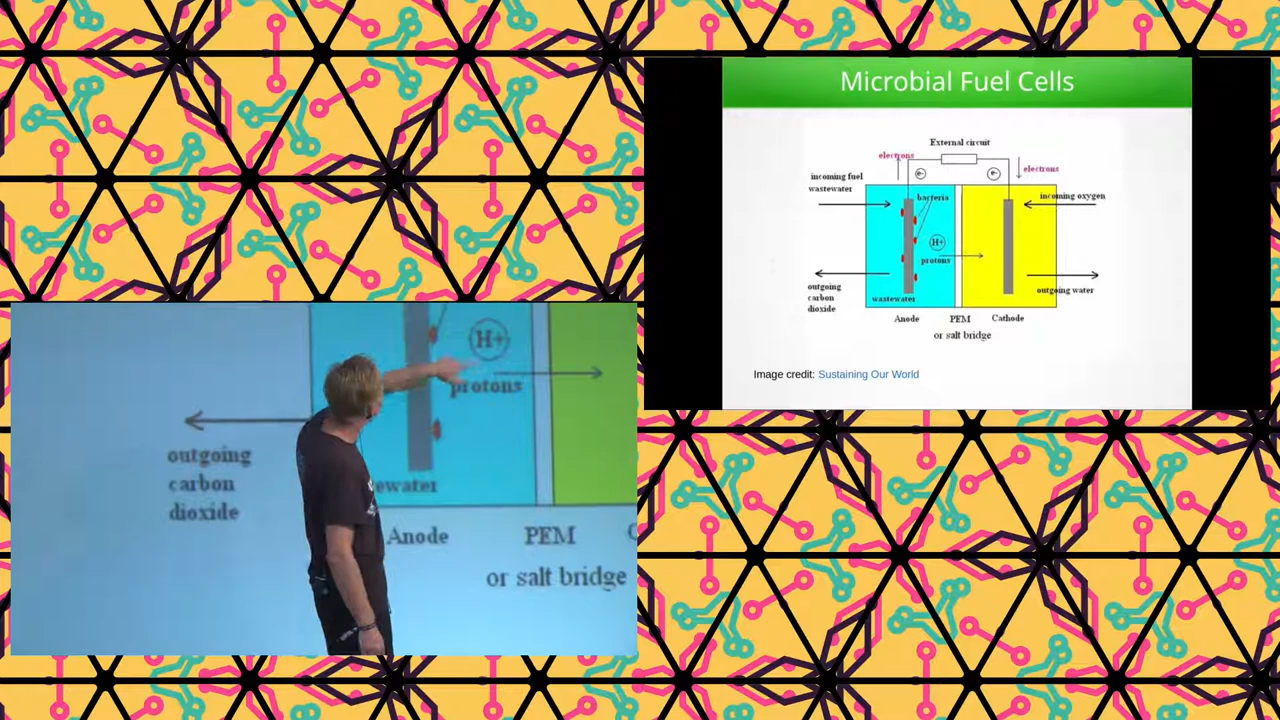 Microbial Fuel Cells
External circuit
electrons
e-
e-
electrons
incoming fuel
wastewater
bacteria
incoming oxygen
H+
protons
outgoing
carbon
dioxide
wastewater
outgoing water
Anode
PEM
Cathode
or salt bridge
Image credit: Sustaining Our World
H+
protons
outgoing
carbon
dioxide
ewater
Anode
PEM
C
or salt bridge